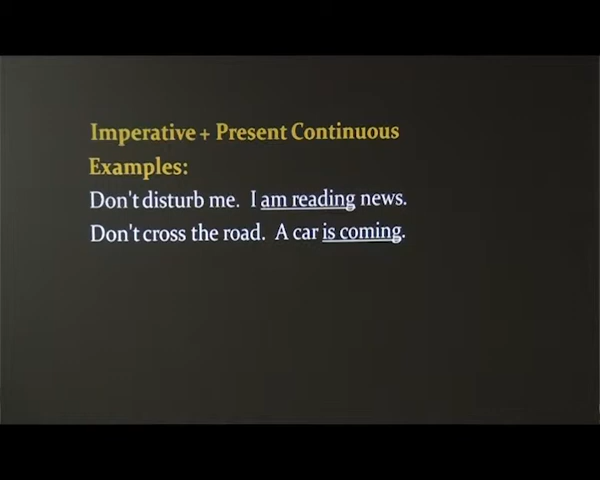 Imperative + Present Continuous
Examples:
Don't disturb me. I am reading news.
Don't cross the road. A car is coming.